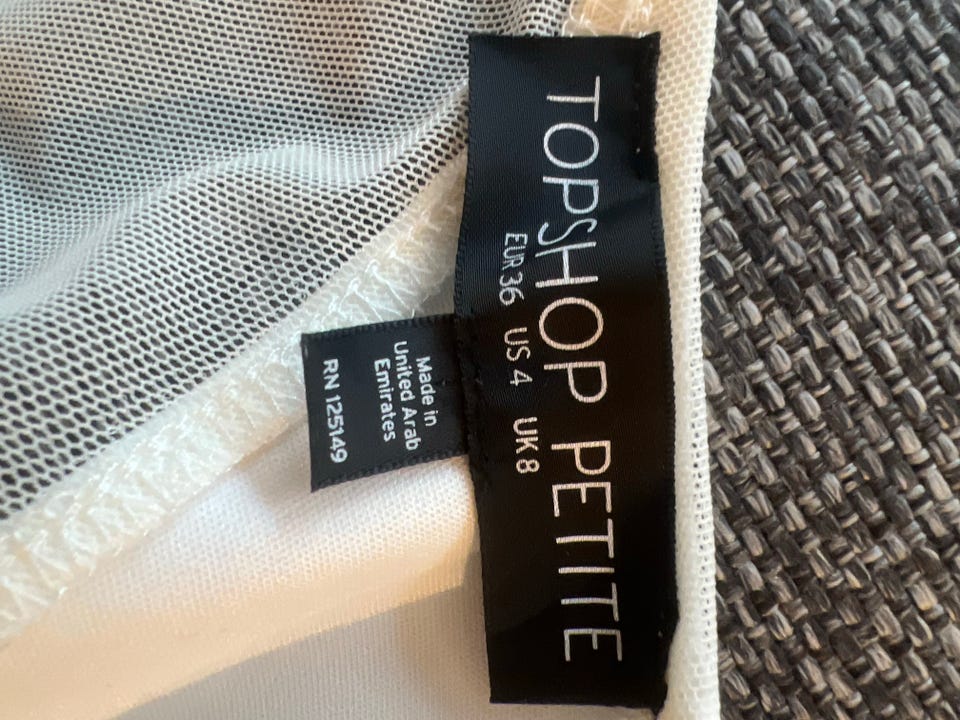 TOPSHOP PETITE
EUR 36 US 4 UK 8
Made in
United Arab
Emirates
RN 125149